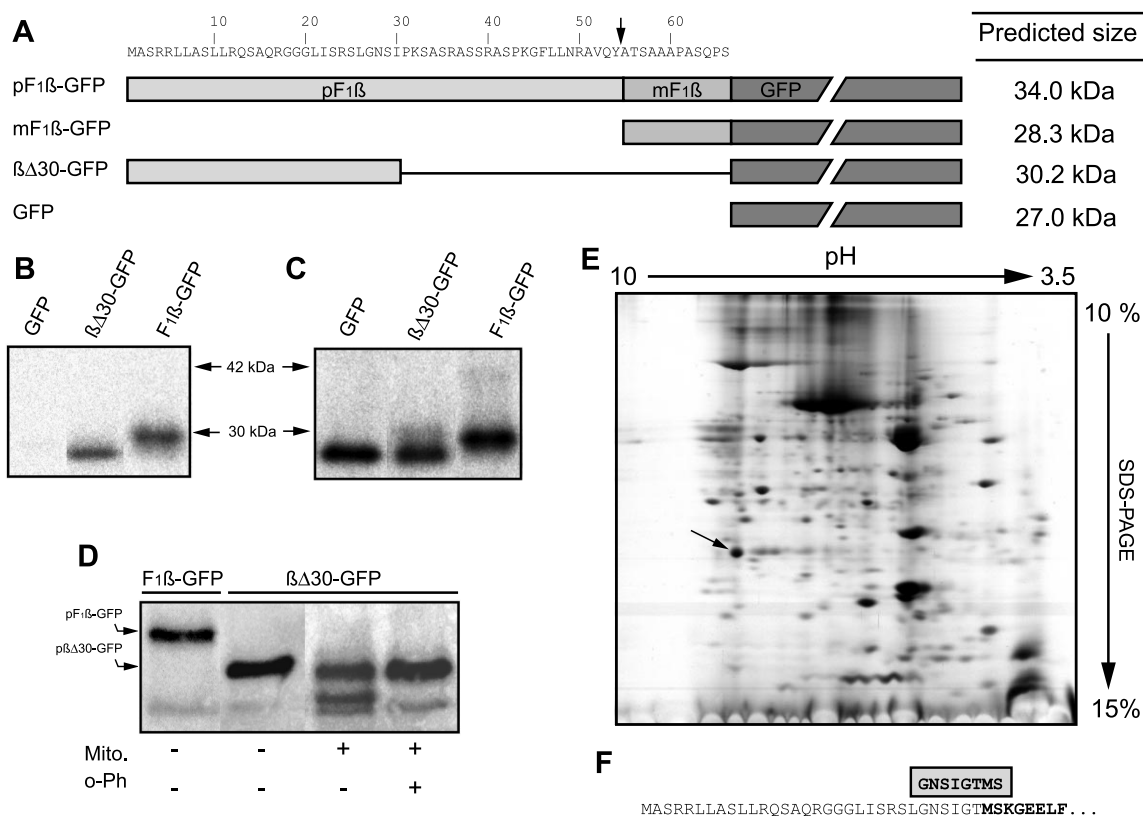 A
10 20 30 40 50 60
MASRRLLASLLRQSAQRGGGLISRSLGNSIPKSASRASSRASPKGFLLNRAVQYATSAAAPASQPS
Predicted size
pF1ß-GFP pF1ß mF1ß GFP 34.0 kDa
mF1ß-GFP 28.3 kDa
ßΔ30-GFP 30.2 kDa
GFP 27.0 kDa
B
GFP ßΔ30-GFP F1ß-GFP
C
GFP ßΔ30-GFP F1ß-GFP
42 kDa
30 kDa
D
F1ß-GFP ßΔ30-GFP
pF1ß-GFP
pßΔ30-GFP
Mito. - - + +
o-Ph - - - +
E
pH
10 3.5
10 %
SDS-PAGE
15%
F
GNSIGTMS
MASRRLLASLLRQSAQRGGGLISRSLGNSIGTMSKGEELF...